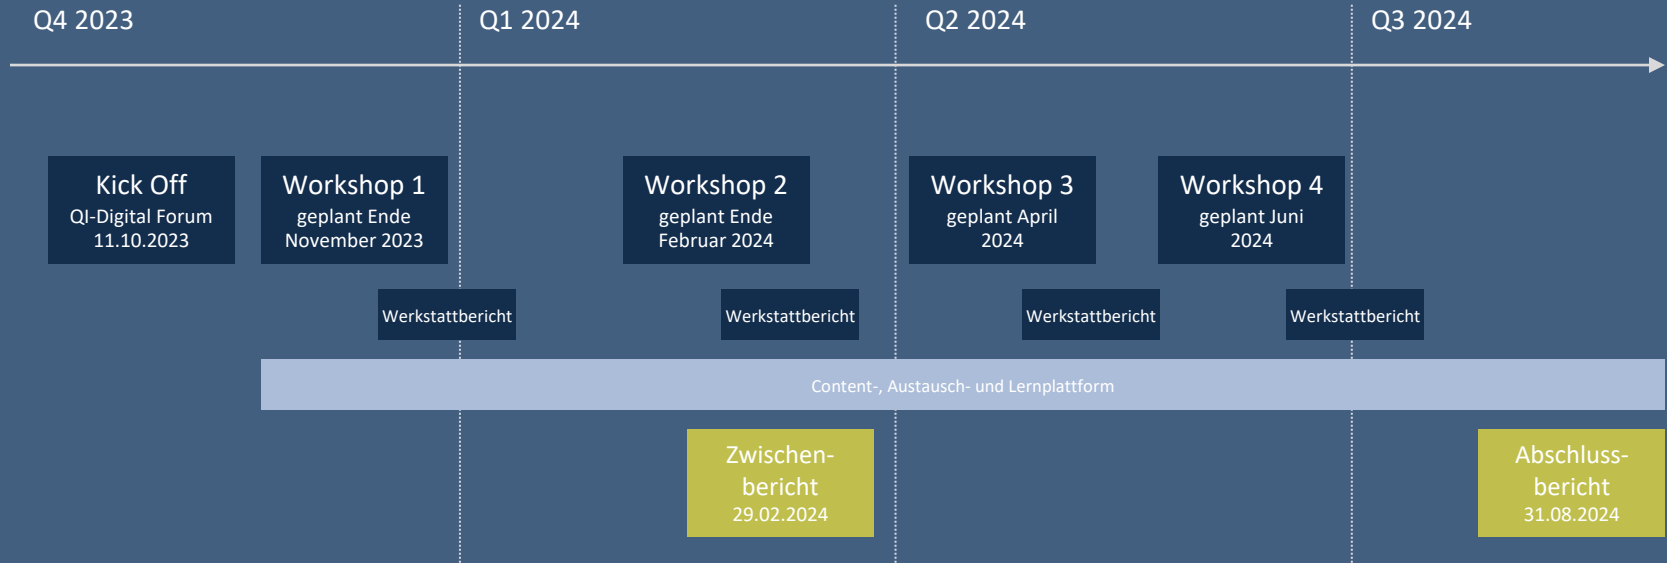 Q4 2023
Q1 2024
Q2 2024
Q3 2024
Kick Off
QI-Digital Forum
11.10.2023
Workshop 1
geplant Ende
November 2023
Workshop 2
geplant Ende
Februar 2024
Workshop 3
geplant April
2024
Workshop 4
geplant Juni
2024
Werkstattbericht
Werkstattbericht
Werkstattbericht
Werkstattbericht
Content-, Austausch- und Lernplattform
Zwischen-
bericht
29.02.2024
Abschluss-
bericht
31.08.2024